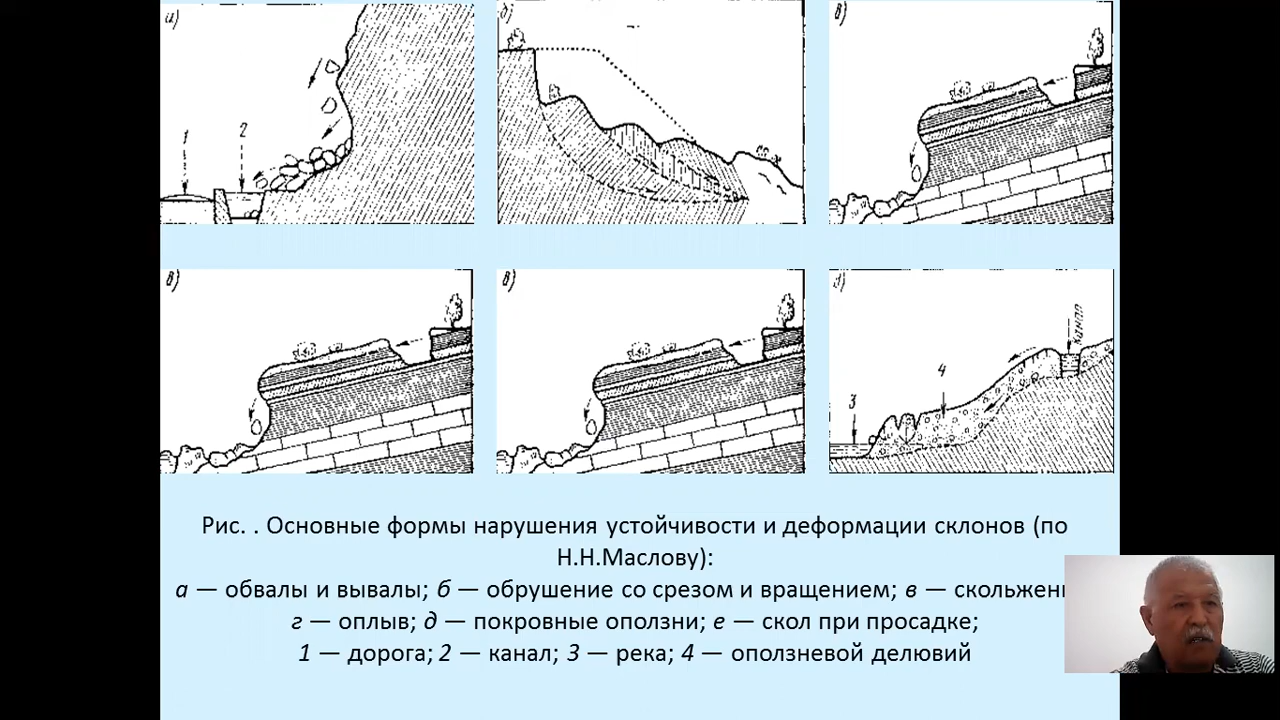 а)
д)
в)
1
2
в)
в)
д)
канал
4
3
Рис. . Основные формы нарушения устойчивости и деформации склонов (по
Н.Н.Маслову):
а — обвалы и вывалы; б — обрушение со срезом и вращением; в —
г — оплыв; д — покровные оползни; е — скол при просадке;
1 — дорога; 2 — канал; 3 — река; 4 — оползневой делювий